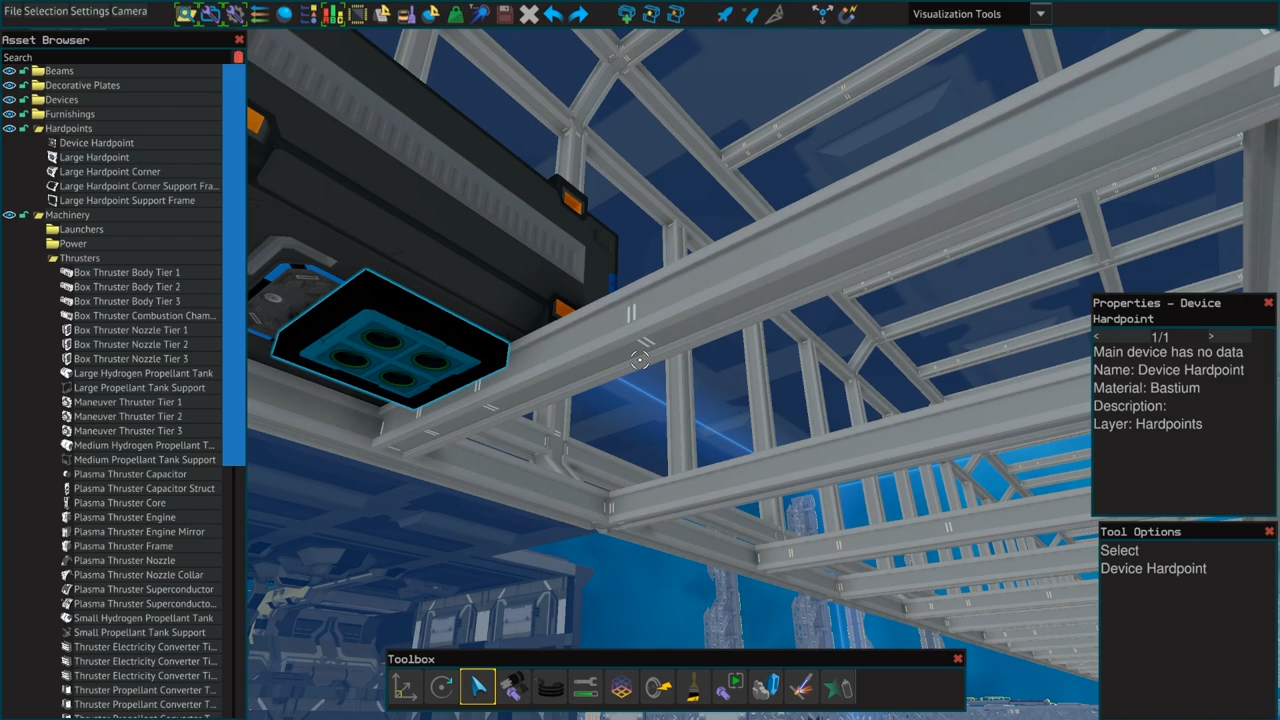 File Selection Settings Camera
Visualization Tools
Asset Browser
Search
Beams
Decorative Plates
Devices
Furnishings
Hardpoints
Device Hardpoint
Large Hardpoint
Large Hardpoint Corner
Large Hardpoint Corner Support Fra...
Large Hardpoint Support Frame
Machinery
Launchers
Power
Thrusters
Box Thruster Body Tier 1
Box Thruster Body Tier 2
Box Thruster Body Tier 3
Box Thruster Combustion Cham...
Box Thruster Nozzle Tier 1
Box Thruster Nozzle Tier 2
Box Thruster Nozzle Tier 3
Large Hydrogen Propellant Tank
Large Propellant Tank Support
Maneuver Thruster Tier 1
Maneuver Thruster Tier 2
Maneuver Thruster Tier 3
Medium Hydrogen Propellant T...
Medium Propellant Tank Support
Plasma Thruster Capacitor
Plasma Thruster Capacitor Struct
Plasma Thruster Core
Plasma Thruster Engine
Plasma Thruster Engine Mirror
Plasma Thruster Frame
Plasma Thruster Nozzle
Plasma Thruster Nozzle Collar
Plasma Thruster Superconductor
Plasma Thruster Superconducto...
Small Hydrogen Propellant Tank
Small Propellant Tank Support
Thruster Electricity Converter Ti...
Thruster Electricity Converter Ti...
Thruster Electricity Converter Ti...
Thruster Propellant Converter T...
Thruster Propellant Converter T...
Properties - Device
Hardpoint
< 1/1 >
Main device has no data
Name: Device Hardpoint
Material: Bastium
Description:
Layer: Hardpoints
Tool Options
Select
Device Hardpoint
Toolbox